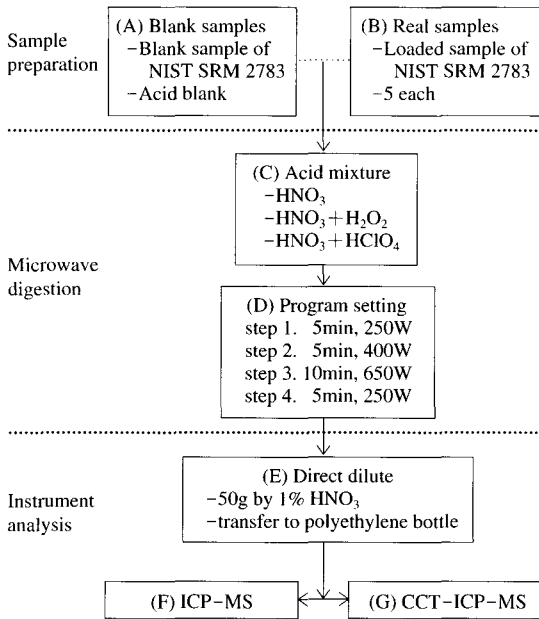 Sample
preparation
(A) Blank samples
-Blank sample of
NIST SRM 2783
-Acid blank
(B) Real samples
-Loaded sample of
NIST SRM 2783
-5 each
Microwave
digestion
(C) Acid mixture
-HNO₃
-HNO₃+H₂O₂
-HNO₃+HClO₄
(D) Program setting
step 1. 5min, 250W
step 2. 5min, 400W
step 3. 10min, 650W
step 4. 5min, 250W
Instrument
analysis
(E) Direct dilute
-50g by 1% HNO₃
-transfer to polyethylene bottle
(F) ICP-MS
(G) CCT-ICP-MS